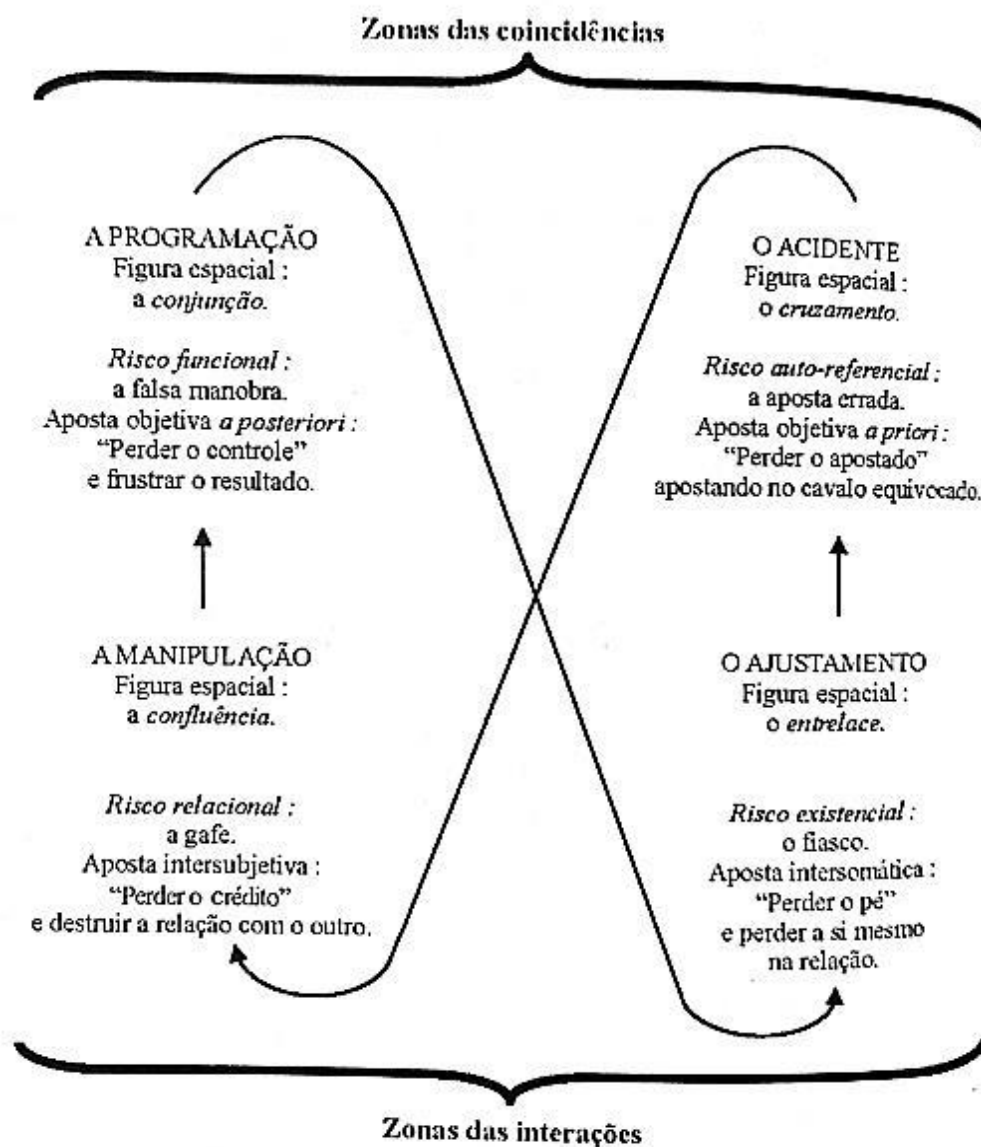 Zonas das coincidências
A PROGRAMAÇÃO
Figura espacial :
a conjunção.
Risco funcional :
a falsa manobra.
Aposta objetiva a posteriori :
“Perder o controle”
e frustrar o resultado.
O ACIDENTE
Figura espacial :
o cruzamento.
Risco auto-referencial :
a aposta errada.
Aposta objetiva a priori :
“Perder o apostado”
apostando no cavalo equivocado.
A MANIPULAÇÃO
Figura espacial :
a confluência.
Risco relacional :
a gafe.
Aposta intersubjetiva :
“Perder o crédito”
e destruir a relação com o outro.
O AJUSTAMENTO
Figura espacial :
o entrelace.
Risco existencial :
o fiasco.
Aposta intersomática :
“Perder o pé”
e perder a si mesmo
na relação.
Zonas das interações